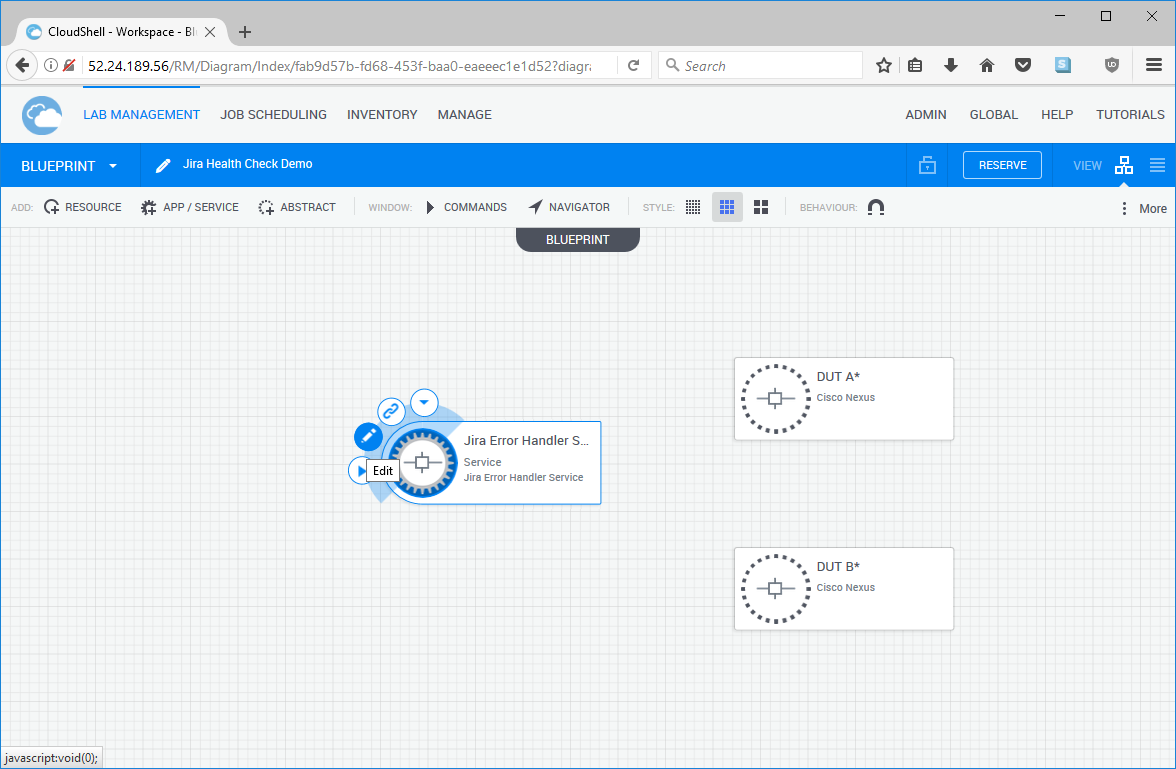 CloudShell - Workspace - Bl
52.24.189.56/RM/Diagram/Index/fab9d57b-fd68-453f-baa0-eaeeec1e1d52?diagra
Search
LAB MANAGEMENT JOB SCHEDULING INVENTORY MANAGE ADMIN GLOBAL HELP TUTORIALS
BLUEPRINT Jira Health Check Demo RESERVE VIEW
ADD: RESOURCE APP / SERVICE ABSTRACT WINDOW: COMMANDS NAVIGATOR STYLE: BEHAVIOUR: More
BLUEPRINT
DUT A*
Cisco Nexus
Jira Error Handler S...
Service
Jira Error Handler Service
Edit
DUT B*
Cisco Nexus
javascript:void(0);